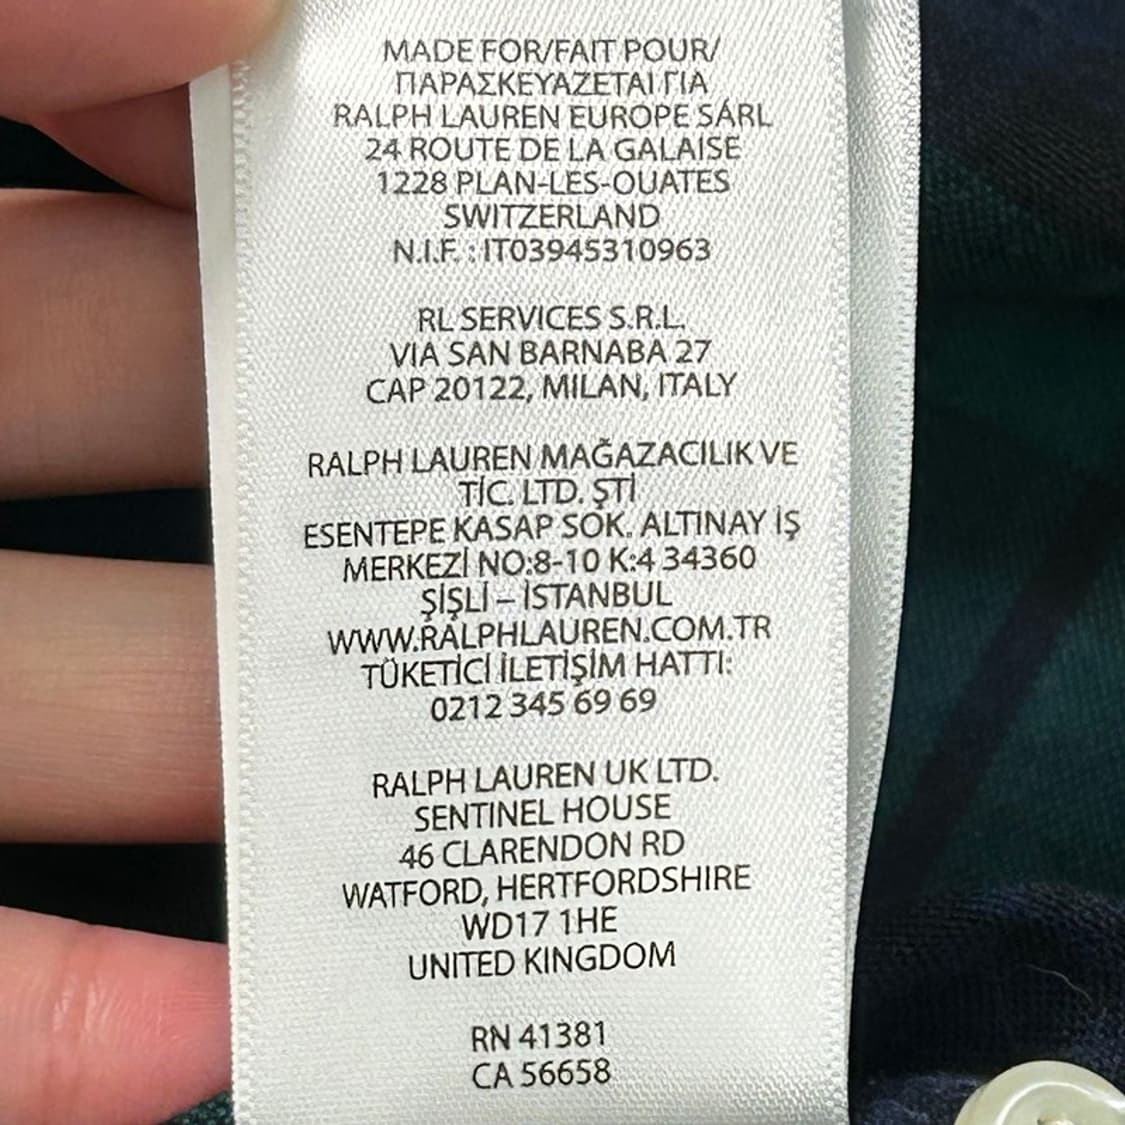 MADE FOR/FAIT POUR/
ΠΑΡΑΣΚΕΥΑΖΕΤΑΙ ΓΙΑ
RALPH LAUREN EUROPE SÁRL
24 ROUTE DE LA GALAISE
1228 PLAN-LES-OUATES
SWITZERLAND
N.I.F. : IT03945310963
RL SERVICES S.R.L.
VIA SAN BARNABA 27
CAP 20122, MILAN, ITALY
RALPH LAUREN MAĞAZACILIK VE
TİC. LTD. ŞTİ
ESENTEPE KASAP SOK. ALTINAY İŞ
MERKEZİ NO:8-10 K:4 34360
ŞİŞLİ – İSTANBUL
WWW.RALPHLAUREN.COM.TR
TÜKETİCİ İLETİŞİM HATTI:
0212 345 69 69
RALPH LAUREN UK LTD.
SENTINEL HOUSE
46 CLARENDON RD
WATFORD, HERTFORDSHIRE
WD17 1HE
UNITED KINGDOM
RN 41381
CA 56658